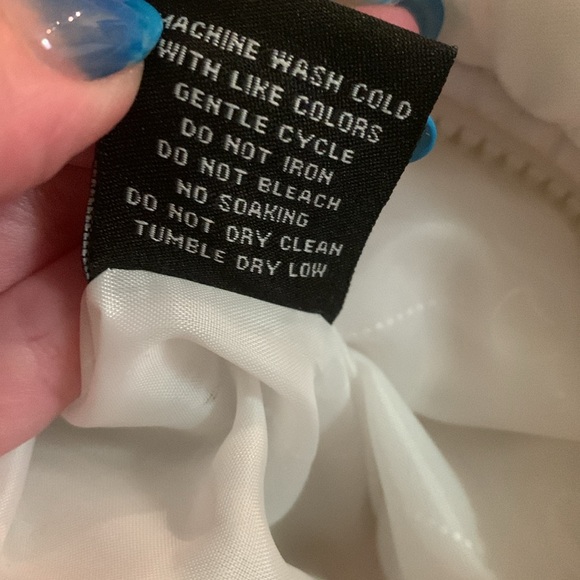 MACHINE WASH COLD
WITH LIKE COLORS
GENTLE CYCLE
DO NOT IRON
DO NOT BLEACH
NO SOAKING
DO NOT DRY CLEAN
TUMBLE DRY LOW